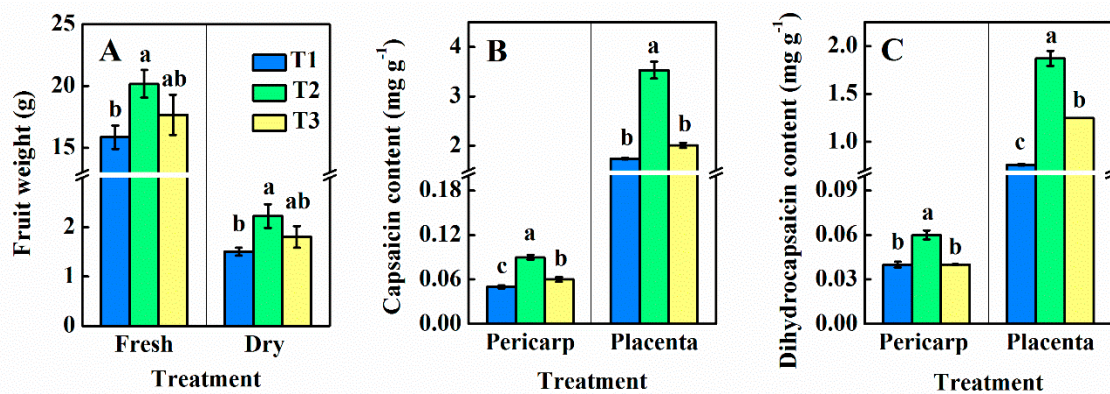 A
Fruit weight (g)
25
20
15
2
1
0
T1
T2
T3
b
a
ab
b
a
ab
Fresh
Dry
Treatment
B
Capsaicin content (mg g⁻¹)
4
3
2
0.18
0.12
0.06
0.00
c
a
b
b
a
b
Pericarp
Placenta
Treatment
C
Dihydrocapsaicin content (mg g⁻¹)
2.0
1.5
1.0
0.09
0.06
0.03
0.00
b
a
b
c
a
b
Pericarp
Placenta
Treatment